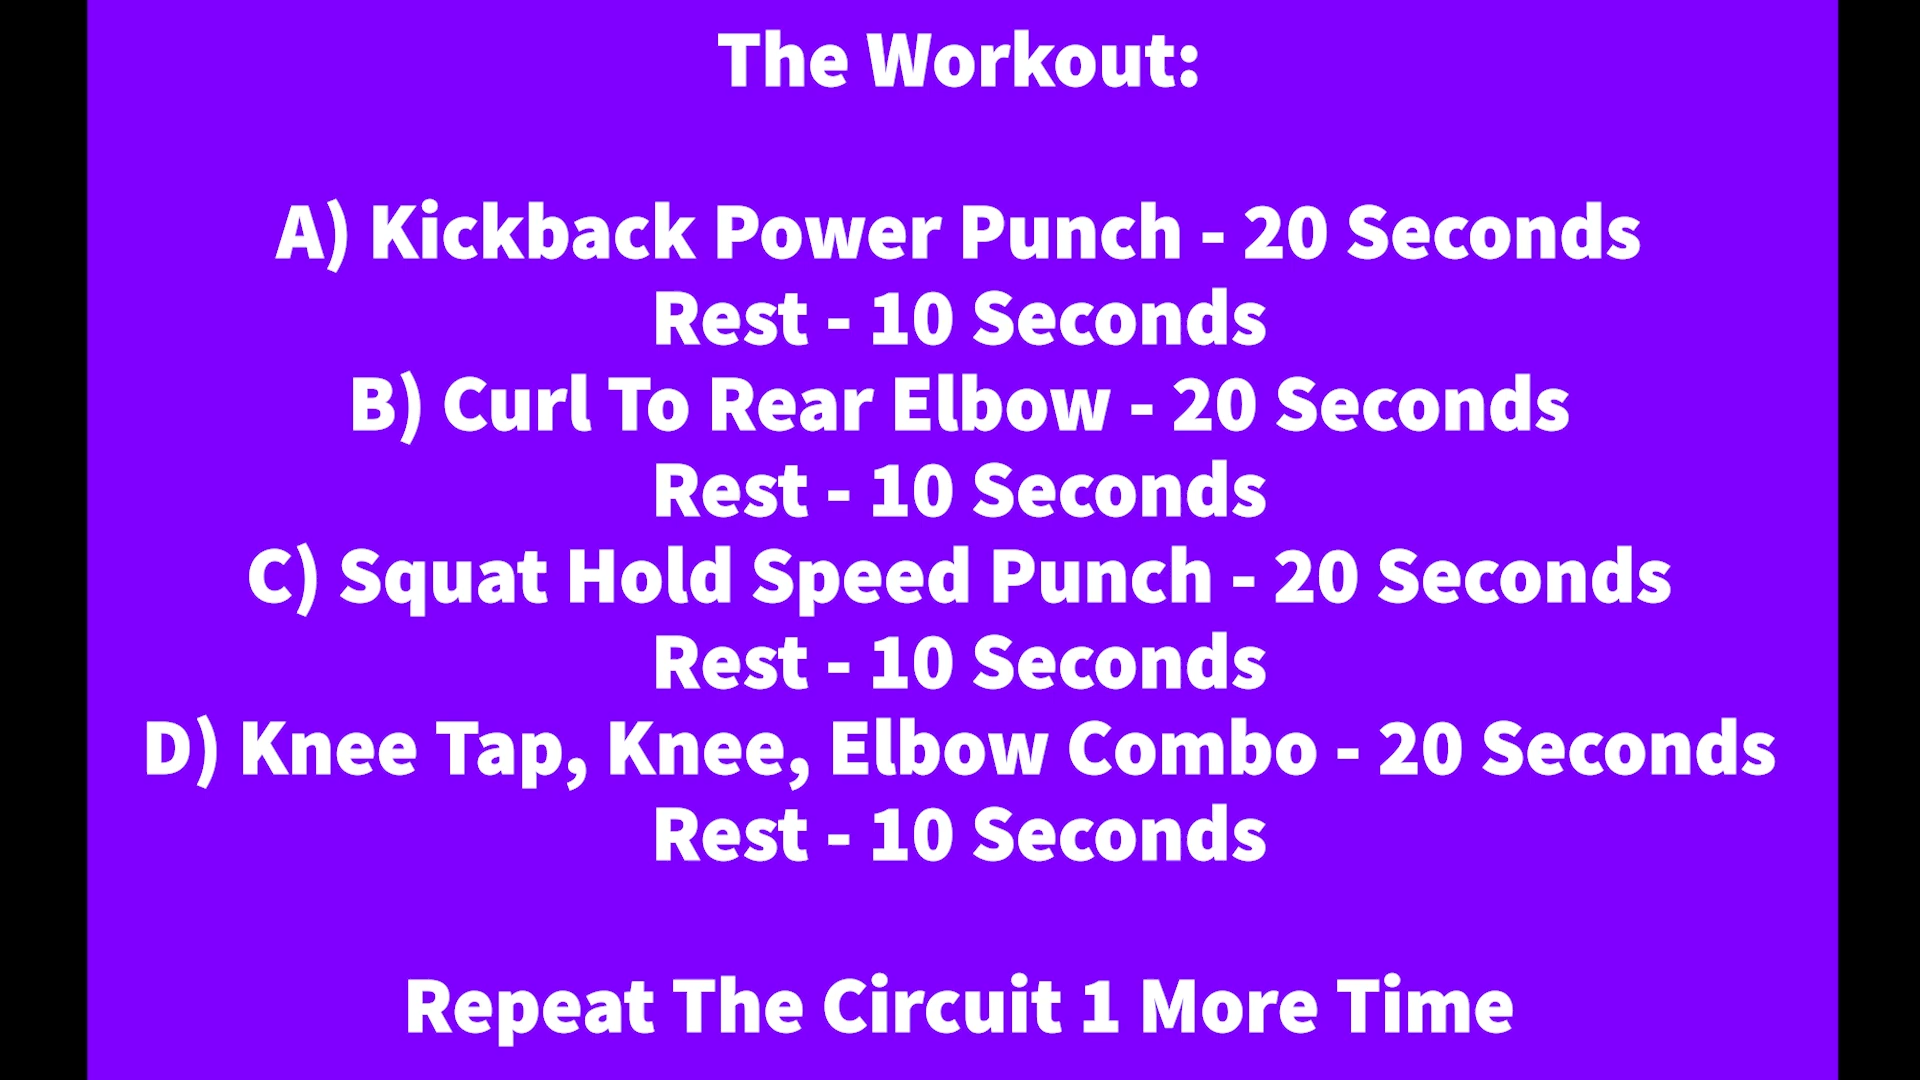 The Workout:
A) Kickback Power Punch - 20 Seconds
Rest - 10 Seconds
B) Curl To Rear Elbow - 20 Seconds
Rest - 10 Seconds
C) Squat Hold Speed Punch - 20 Seconds
Rest - 10 Seconds
D) Knee Tap, Knee, Elbow Combo - 20 Seconds
Rest - 10 Seconds
Repeat The Circuit 1 More Time